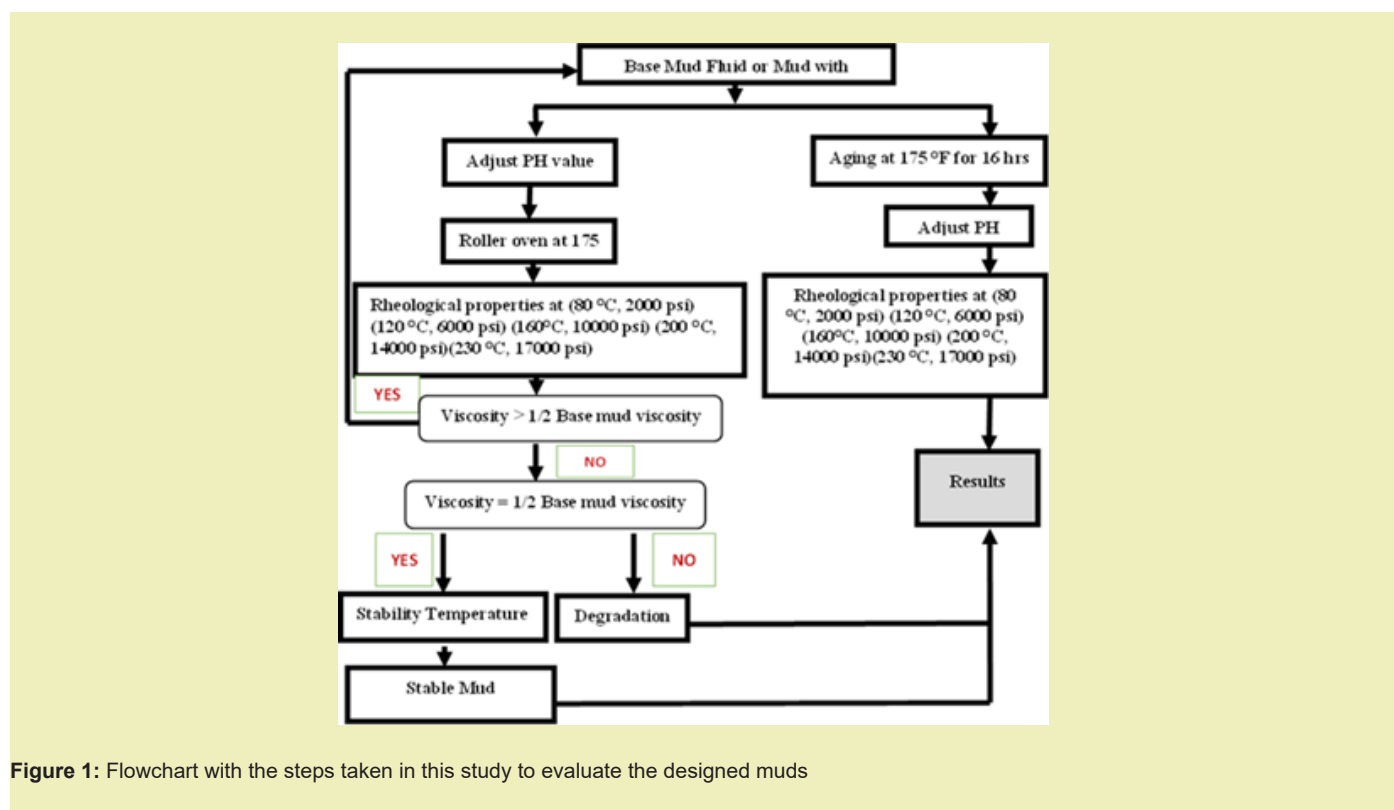 Base Mud Fluid or Mud with
Adjust PH value
Aging at 175 °F for 16 hrs
Roller oven at 175
Adjust PH
Rheological properties at (80 °C, 2000 psi)
(120 °C, 6000 psi) (160°C, 10000 psi) (200 °C,
14000 psi)(230 °C, 17000 psi)
Rheological properties at (80
°C, 2000 psi) (120 °C, 6000 psi)
(160°C, 10000 psi) (200 °C,
14000 psi)(230 °C, 17000 psi)
YES
Viscosity > 1/2 Base mud viscosity
NO
Viscosity = 1/2 Base mud viscosity
Results
YES
NO
Stability Temperature
Degradation
Stable Mud
Figure 1: Flowchart with the steps taken in this study to evaluate the designed muds